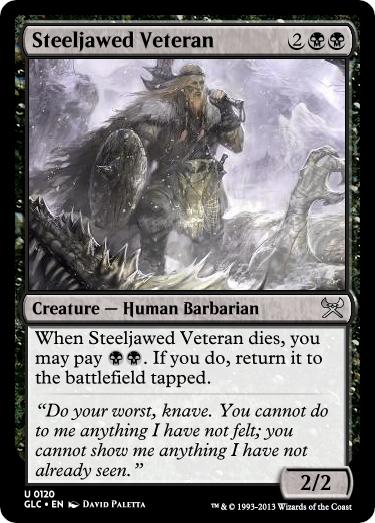 Steeljawed Veteran 2
Creature — Human Barbarian
When Steeljawed Veteran dies, you
may pay . If you do, return it to
the battlefield tapped.
“Do your worst, knave. You cannot do
to me anything I have not felt; you
cannot show me anything I have not
already seen.”
2/2
U 0120
GLC • EN DAVID PALETTA
™ & © 1993-2013 Wizards of the Coast